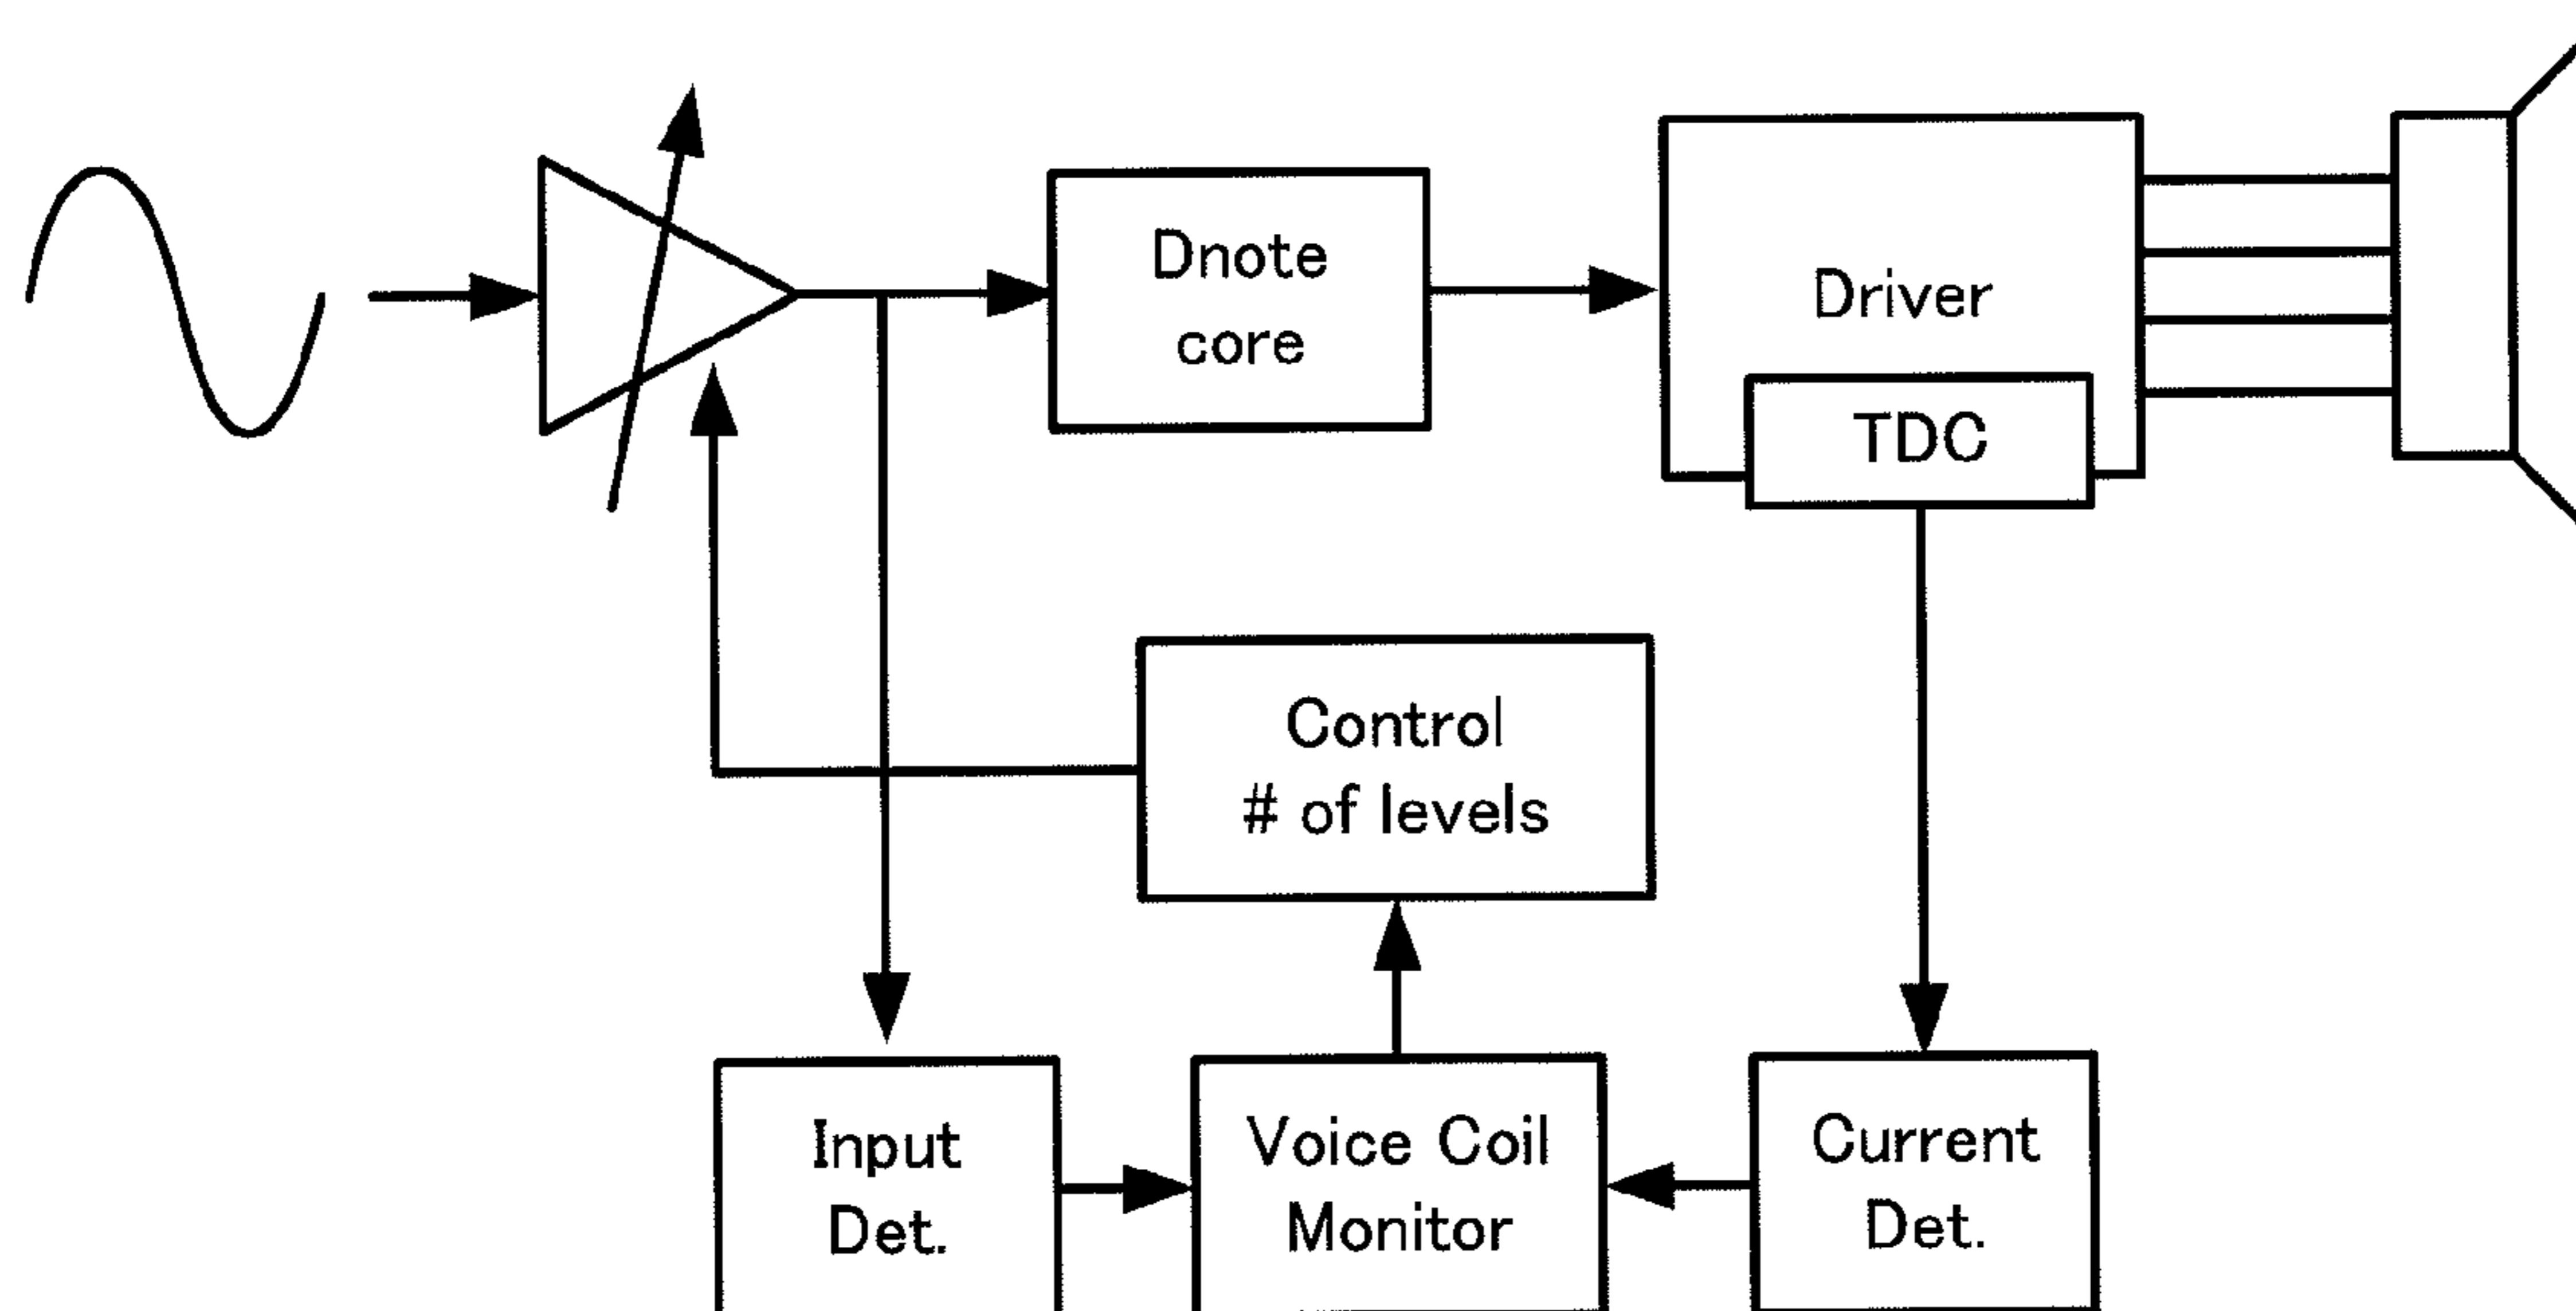 Dnote
core
Driver
TDC
Control
# of levels
Input
Det.
Voice Coil
Monitor
Current
Det.